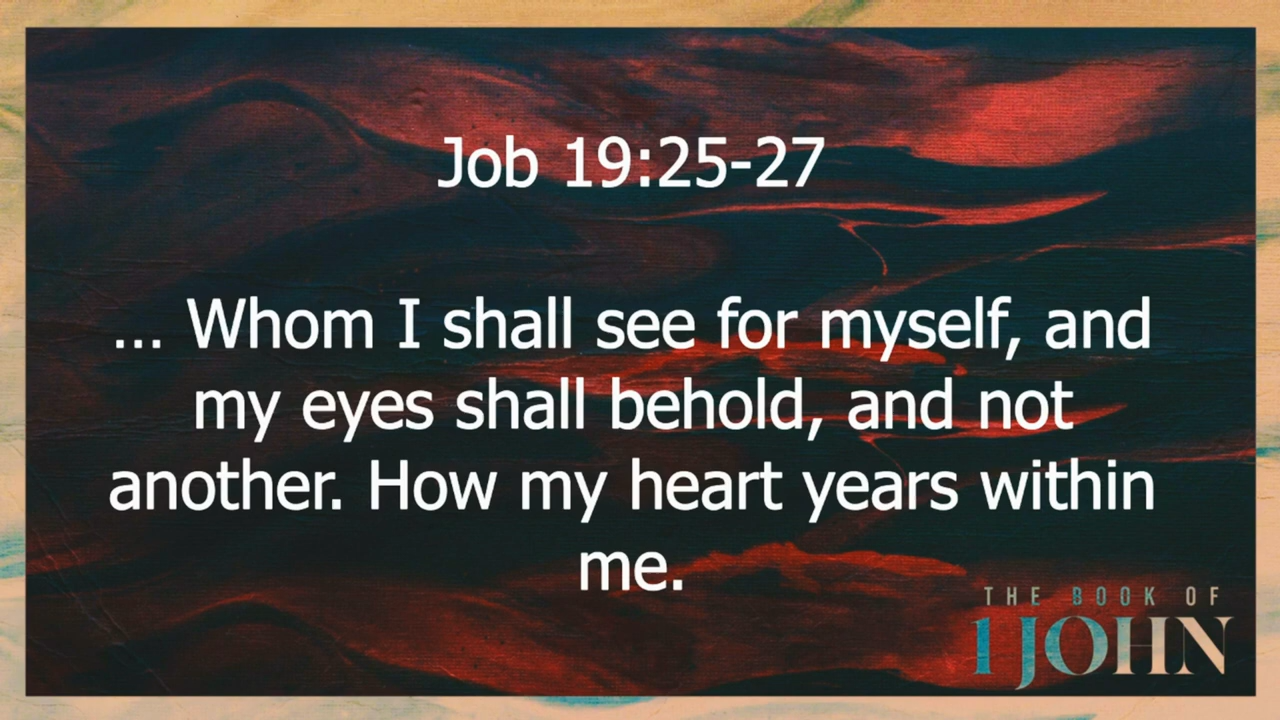 Job 19:25-27
... Whom I shall see for myself, and
my eyes shall behold, and not
another. How my heart years within
me.
THE BOOK OF
1 JOHN